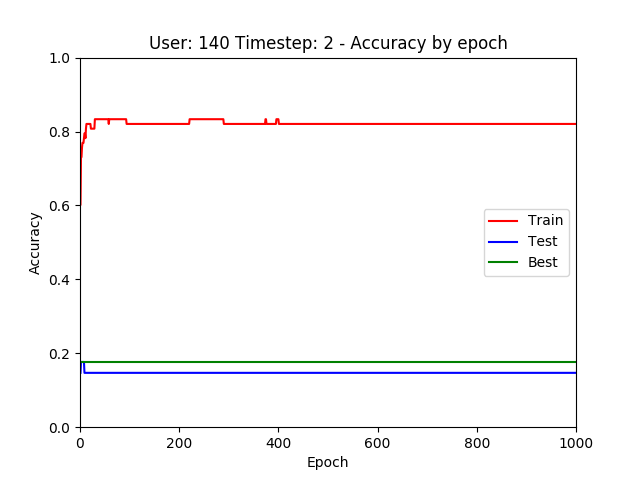 User: 140 Timestep: 2 - Accuracy by epoch
1.0
0.8
0.6
0.4
0.2
0.0
Accuracy
Train
Test
Best
0 200 400 600 800 1000
Epoch